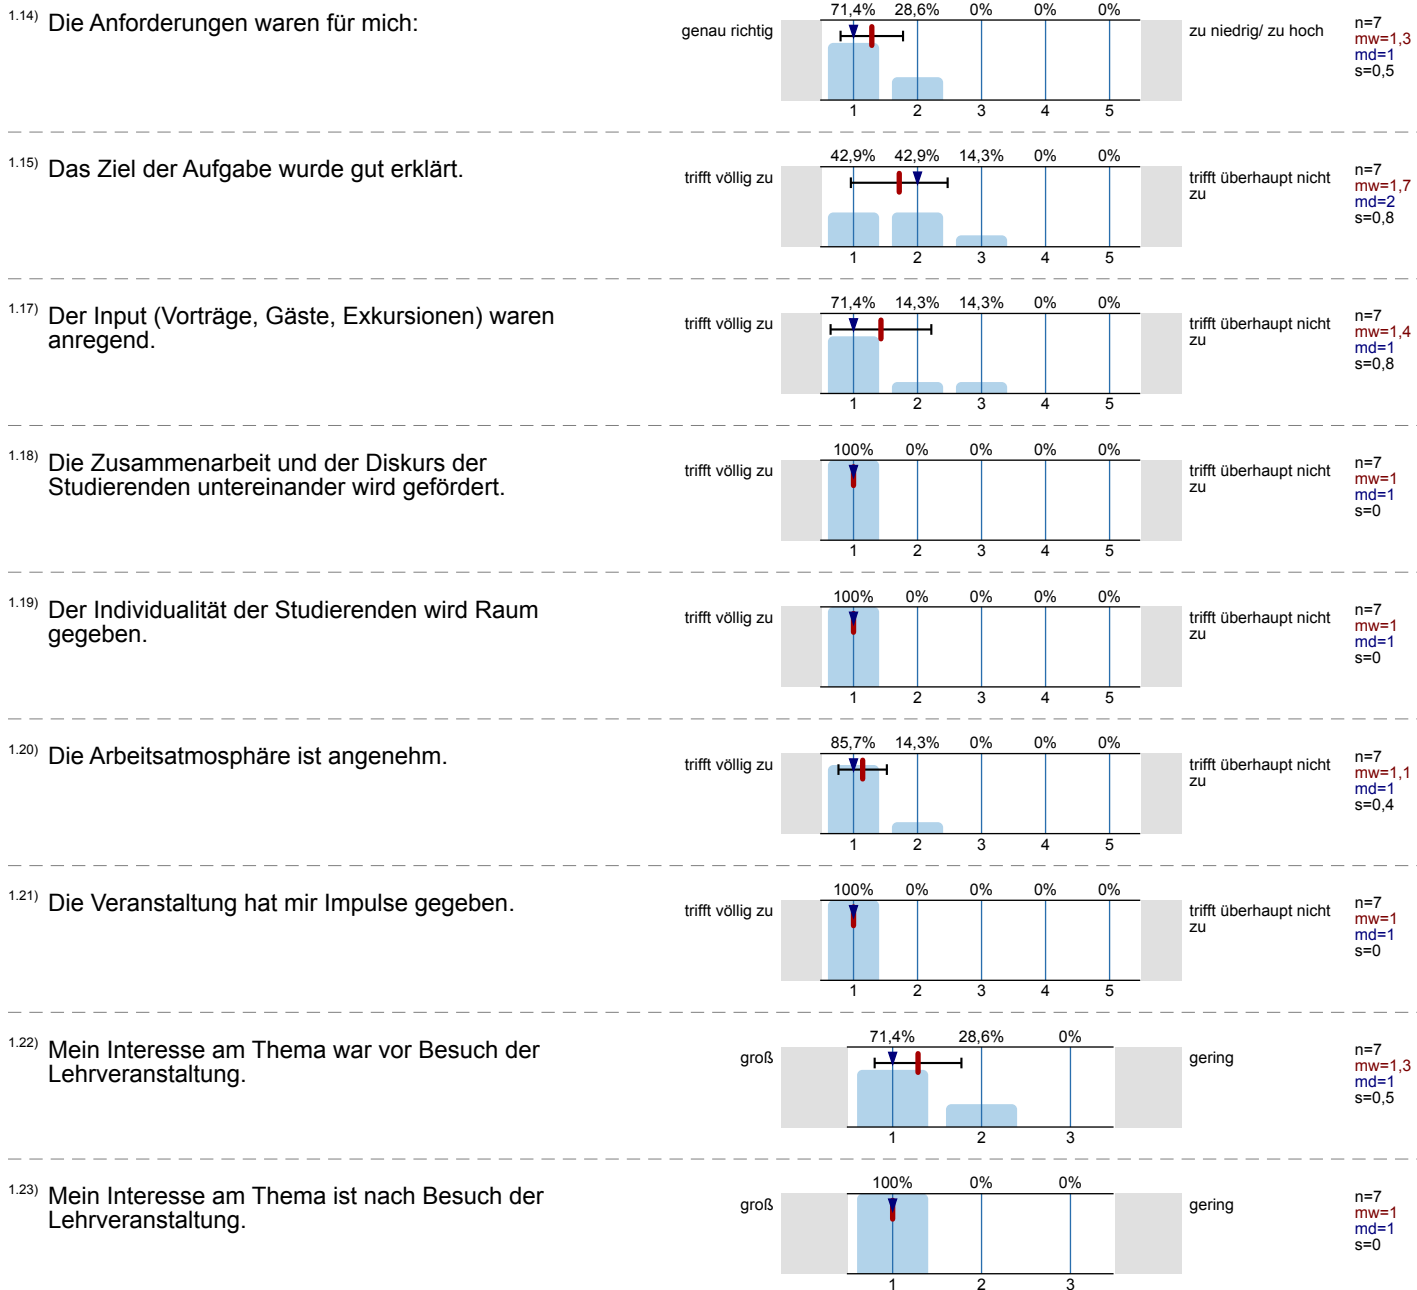 1.14) Die Anforderungen waren für mich:
genau richtig
71,4% 28,6% 0% 0% 0%
1 2 3 4 5
zu niedrig/ zu hoch
n=7
mw=1,3
md=1
s=0,5
1.15) Das Ziel der Aufgabe wurde gut erklärt.
trifft völlig zu
42,9% 42,9% 14,3% 0% 0%
1 2 3 4 5
trifft überhaupt nicht
zu
n=7
mw=1,7
md=2
s=0,8
1.17) Der Input (Vorträge, Gäste, Exkursionen) waren
anregend.
trifft völlig zu
71,4% 14,3% 14,3% 0% 0%
1 2 3 4 5
trifft überhaupt nicht
zu
n=7
mw=1,4
md=1
s=0,8
1.18) Die Zusammenarbeit und der Diskurs der
Studierenden untereinander wird gefördert.
trifft völlig zu
100% 0% 0% 0% 0%
1 2 3 4 5
trifft überhaupt nicht
zu
n=7
mw=1
md=1
s=0
1.19) Der Individualität der Studierenden wird Raum
gegeben.
trifft völlig zu
100% 0% 0% 0% 0%
1 2 3 4 5
trifft überhaupt nicht
zu
n=7
mw=1
md=1
s=0
1.20) Die Arbeitsatmosphäre ist angenehm.
trifft völlig zu
85,7% 14,3% 0% 0% 0%
1 2 3 4 5
trifft überhaupt nicht
zu
n=7
mw=1,1
md=1
s=0,4
1.21) Die Veranstaltung hat mir Impulse gegeben.
trifft völlig zu
100% 0% 0% 0% 0%
1 2 3 4 5
trifft überhaupt nicht
zu
n=7
mw=1
md=1
s=0
1.22) Mein Interesse am Thema war vor Besuch der
Lehrveranstaltung.
groß
71,4% 28,6% 0%
1 2 3
gering
n=7
mw=1,3
md=1
s=0,5
1.23) Mein Interesse am Thema ist nach Besuch der
Lehrveranstaltung.
groß
100% 0% 0%
1 2 3
gering
n=7
mw=1
md=1
s=0